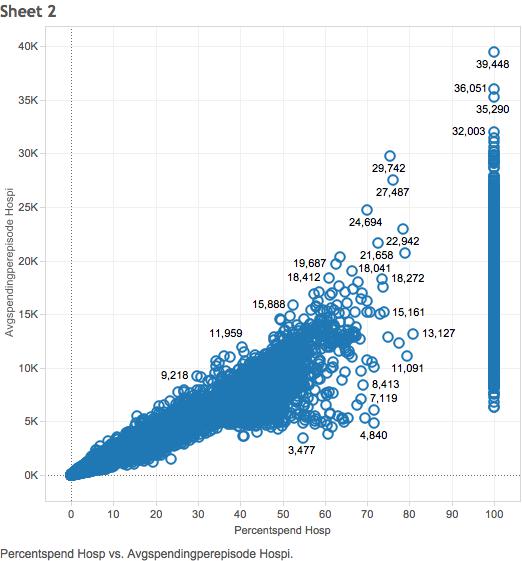 Sheet 2
40K
39,448
36,051
35K
35,290
32,003
30K
29,742
27,487
25K
24,694
22,942
21,658
20K
19,687
18,041
18,412
18,272
15,888
15K
15,161
11,959
13,127
11,091
10K
9,218
8,413
7,119
5K
4,840
3,477
0K
Avgspendingperepisode Hospi
0 10 20 30 40 50 60 70 80 90 100
Percentspend Hosp
Percentspend Hosp vs. Avgspendingperepisode Hospi.